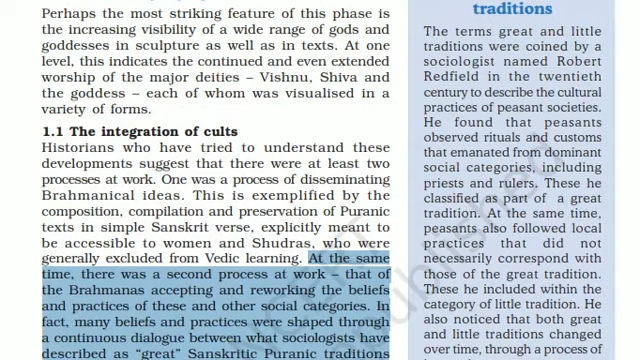 Perhaps the most striking feature of this phase is
the increasing visibility of a wide range of gods and
goddesses in sculpture as well as in texts. At one
level, this indicates the continued and even extended
worship of the major deities – Vishnu, Shiva and
the goddess – each of whom was visualised in a
variety of forms.
1.1 The integration of cults
Historians who have tried to understand these
developments suggest that there were at least two
processes at work. One was a process of disseminating
Brahmanical ideas. This is exemplified by the
composition, compilation and preservation of Puranic
texts in simple Sanskrit verse, explicitly meant to
be accessible to women and Shudras, who were
generally excluded from Vedic learning. At the same
time, there was a second process at work – that of
the Brahmanas accepting and reworking the beliefs
and practices of these and other social categories. In
fact, many beliefs and practices were shaped through
a continuous dialogue between what sociologists have
described as "great" Sanskritic Puranic traditions
traditions
The terms great and little
traditions were coined by a
sociologist named Robert
Redfield in the twentieth
century to describe the cultural
practices of peasant societies.
He found that peasants
observed rituals and customs
that emanated from dominant
social categories, including
priests and rulers. These he
classified as part of a great
tradition. At the same time,
peasants also followed local
practices that did not
necessarily correspond with
those of the great tradition.
These he included within the
category of little tradition. He
also noticed that both great
and little traditions changed
over time, through a process of